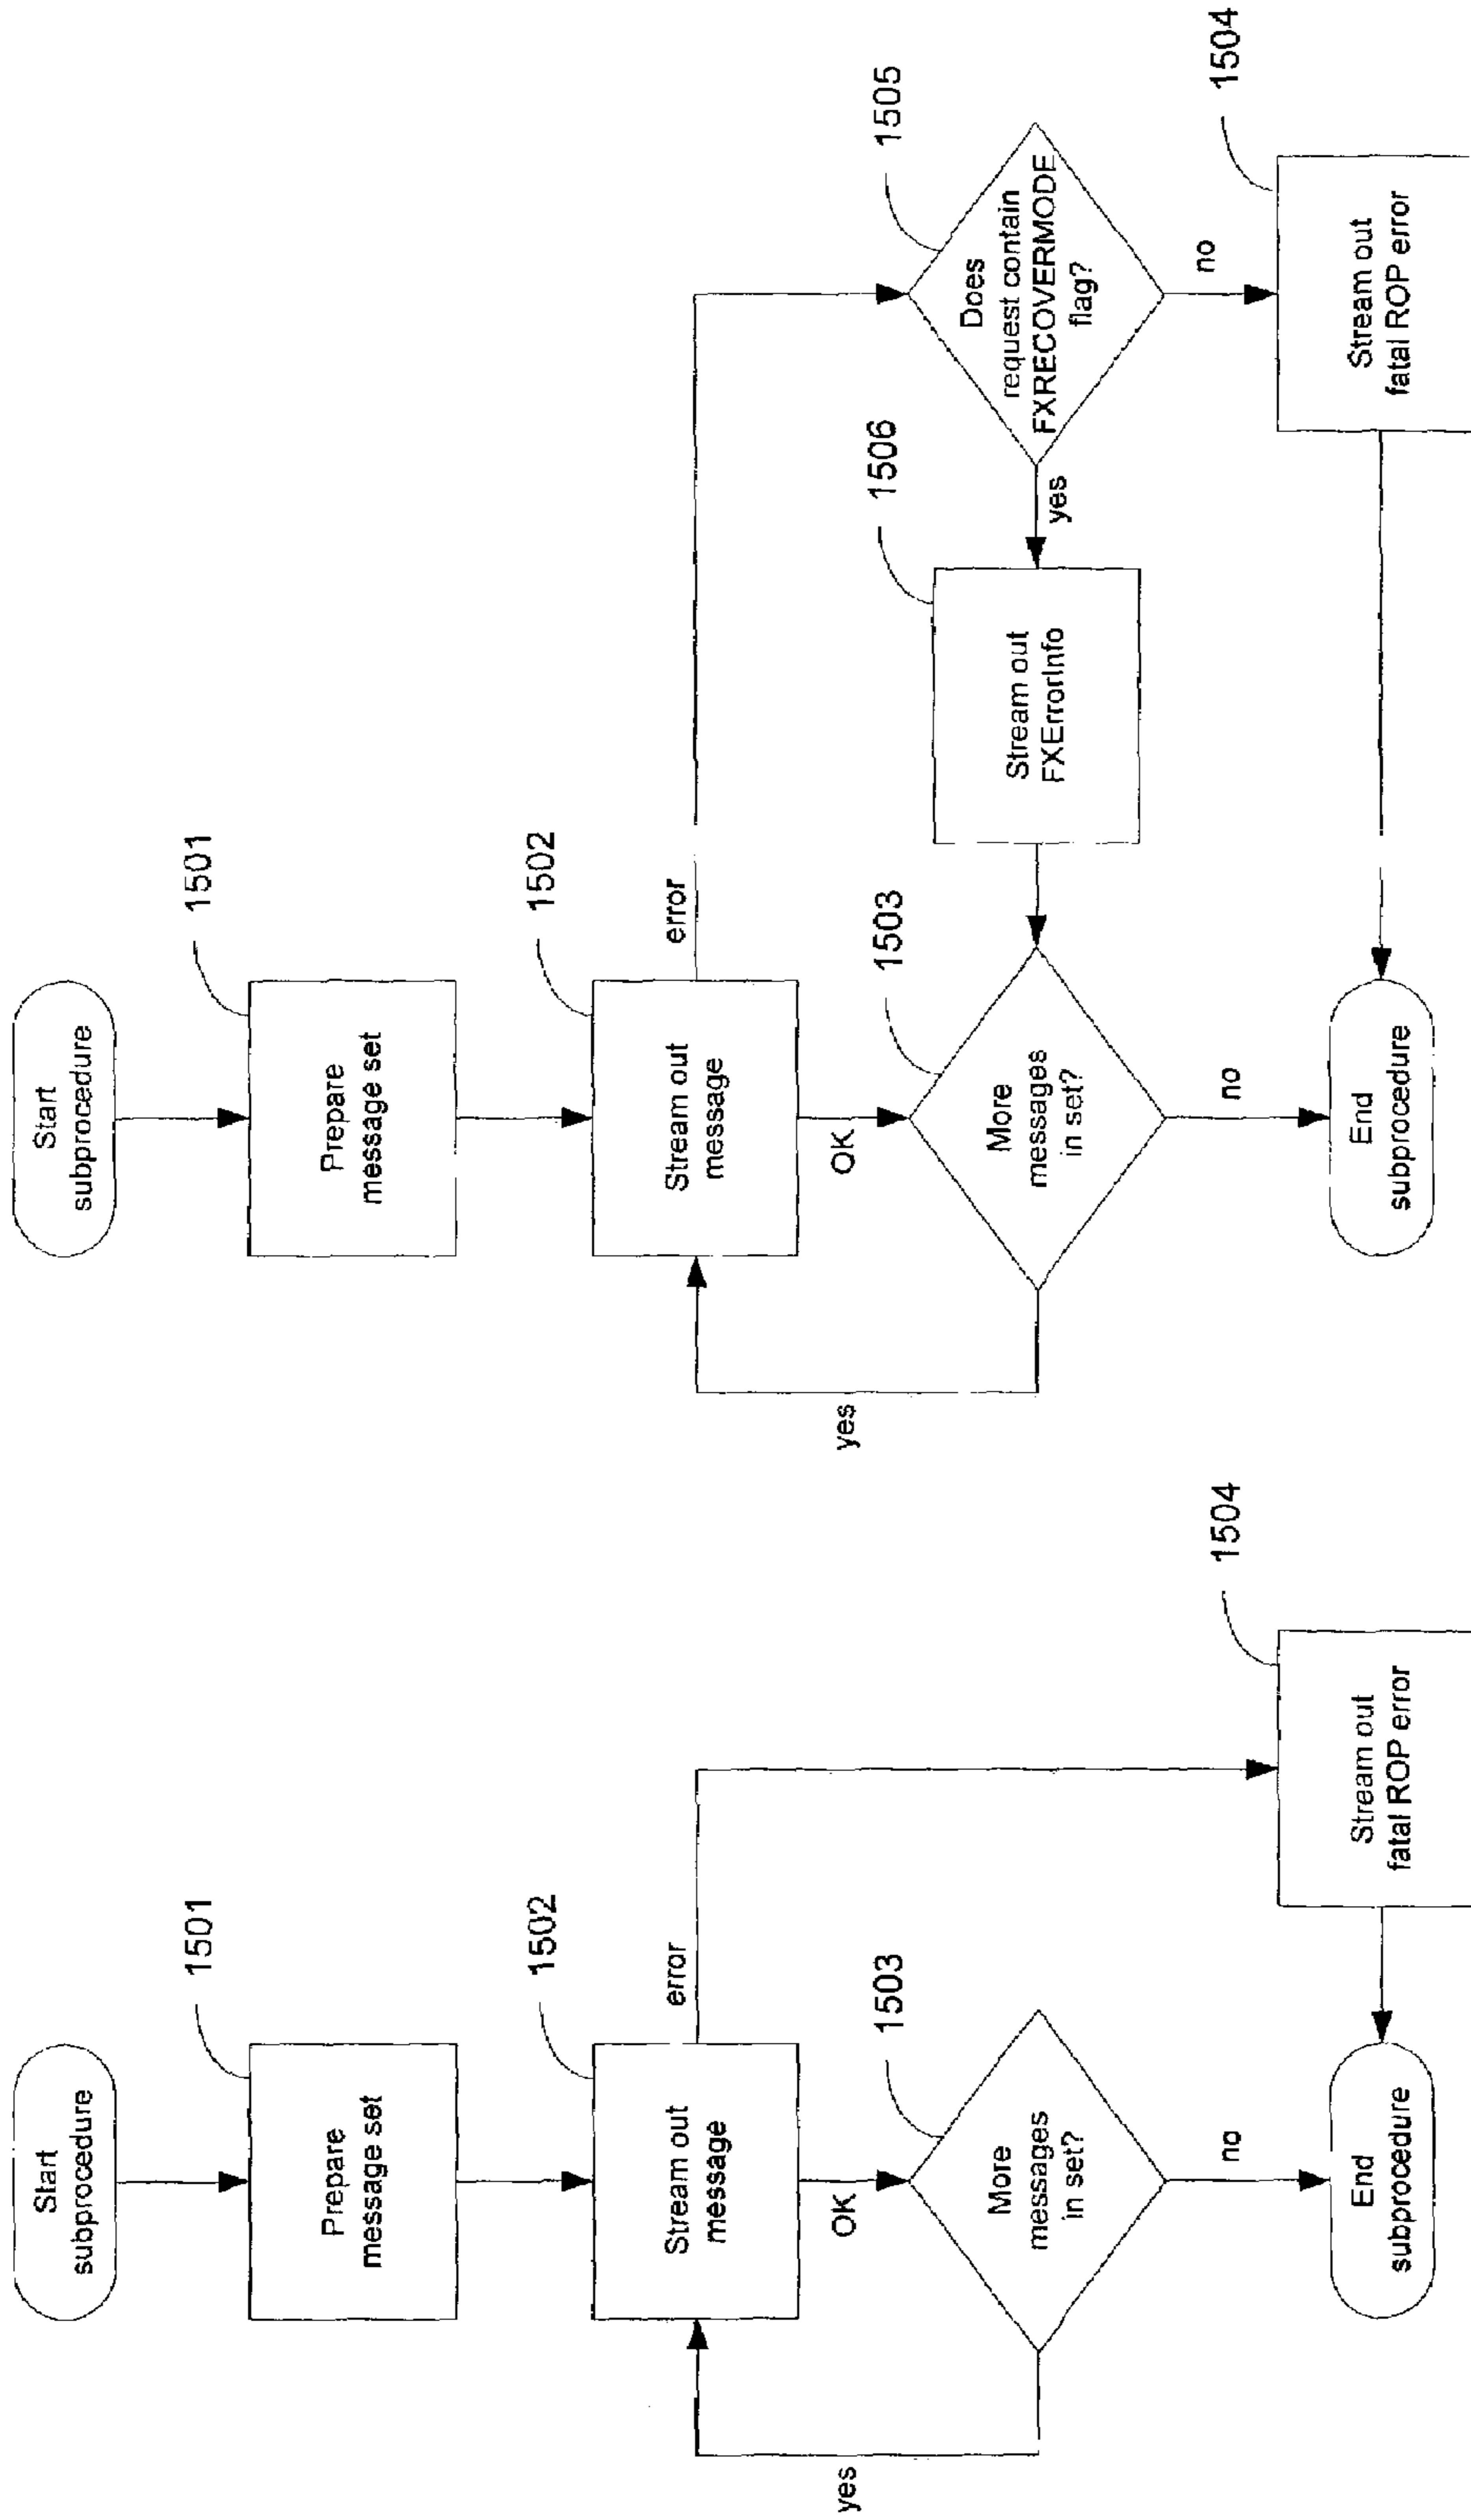 Start
subprocedure
1501
Prepare
message set
1502
Stream out
message
error
OK
1503
More
messages
in set?
yes
no
1504
Stream out
fatal ROP error
End
subprocedure
Start
subprocedure
1501
Prepare
message set
1502
Stream out
message
error
OK
1503
More
messages
in set?
yes
no
1506
Stream out
FXErrorInfo
yes
1505
Does
request contain
FXRECOVERMODE
flag?
no
1504
Stream out
fatal ROP error
End
subprocedure